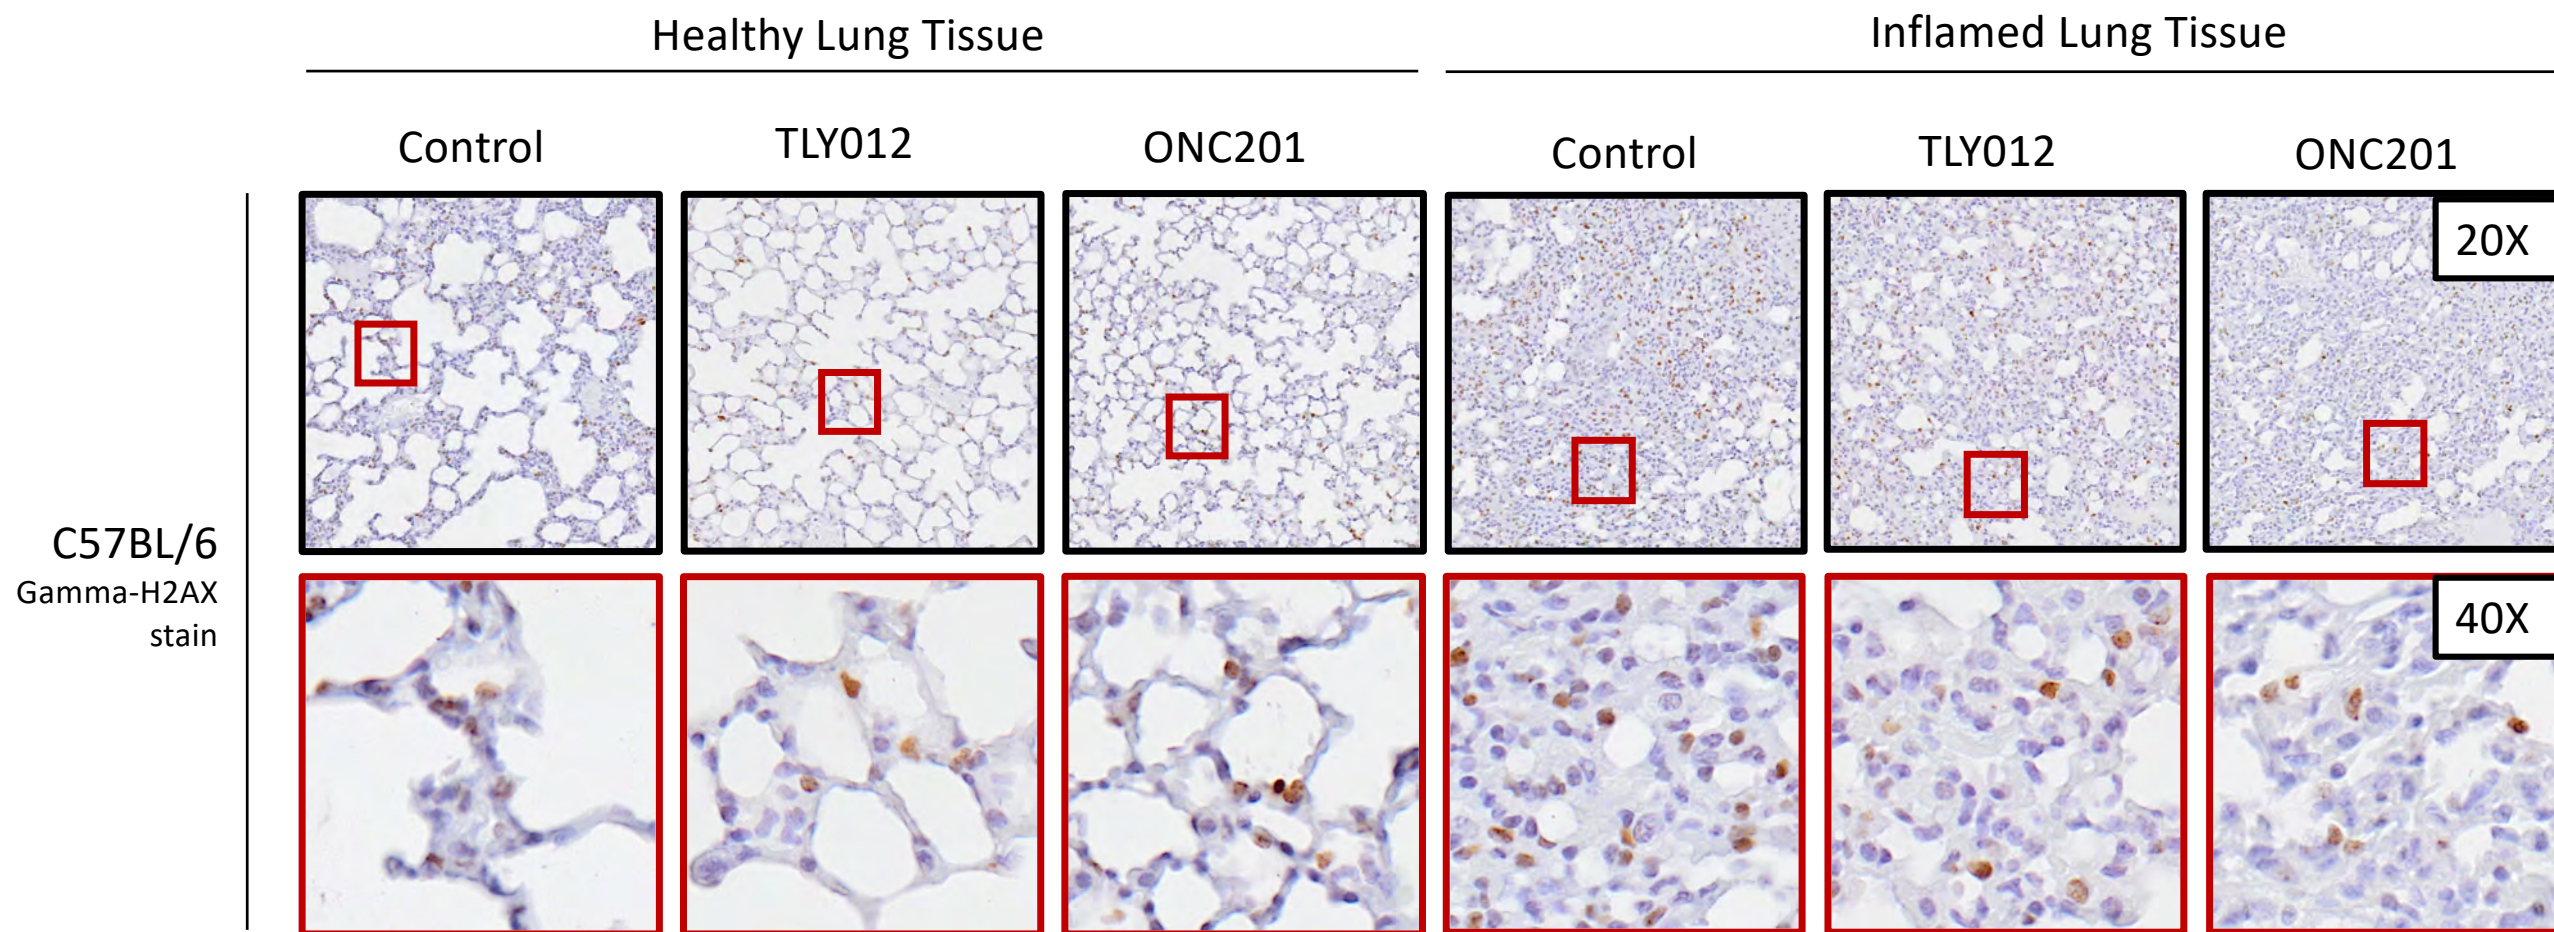 Healthy Lung Tissue
Inflamed Lung Tissue
Control
TLY012
ONC201
Control
TLY012
ONC201
20X
C57BL/6
Gamma-H2AX
stain
40X